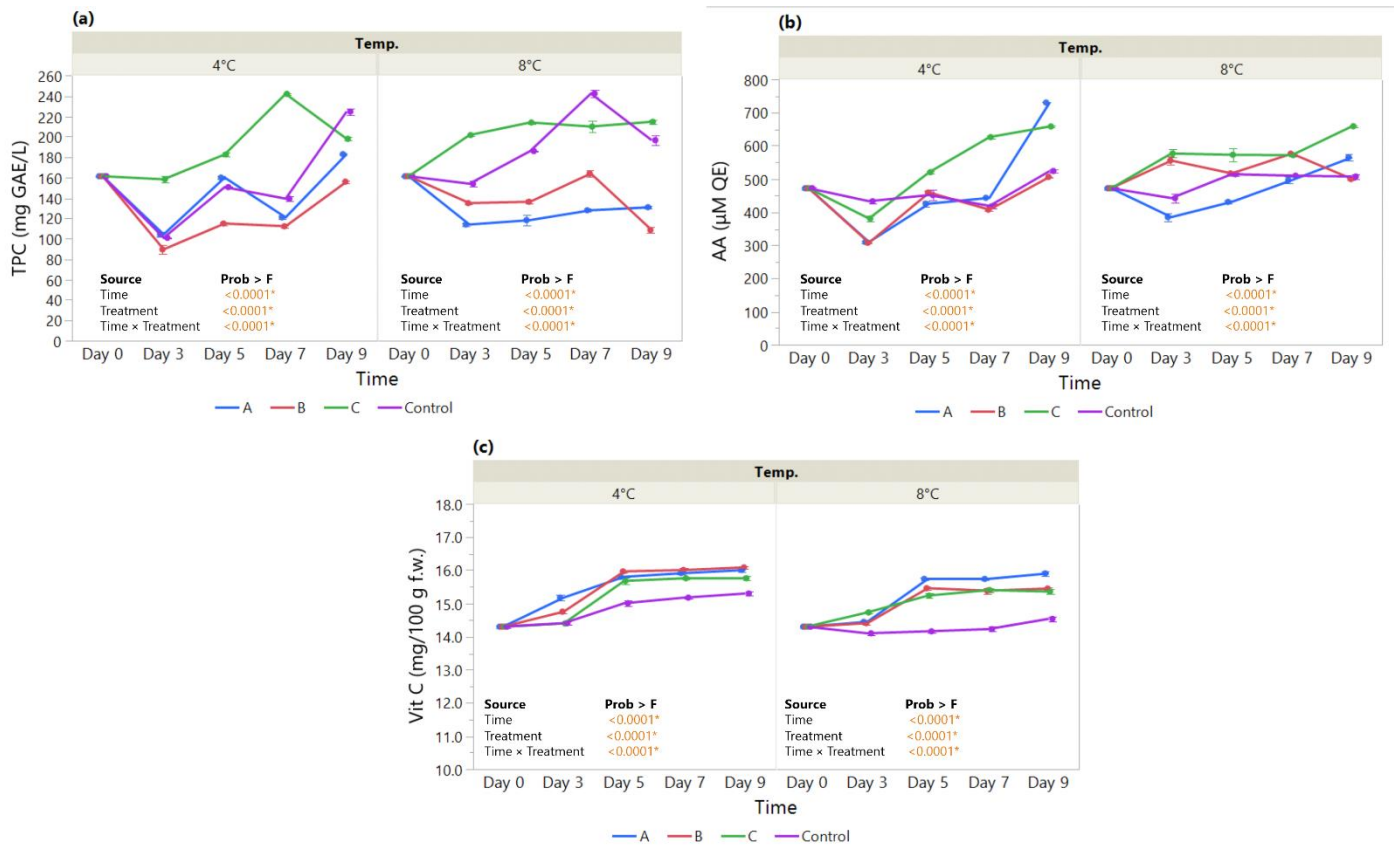 (a)
Temp.
4°C 8°C
TPC (mg GAE/L)
260
240
220
200
180
160
140
120
100
80
60
40
20
0
Source Prob > F
Time <0.0001*
Treatment <0.0001*
Time × Treatment <0.0001*
Source Prob > F
Time <0.0001*
Treatment <0.0001*
Time × Treatment <0.0001*
Day 0 Day 3 Day 5 Day 7 Day 9 Day 0 Day 3 Day 5 Day 7 Day 9
Time
A B C Control
(b)
Temp.
4°C 8°C
AA (µM QE)
800
700
600
500
400
300
200
100
0
Source Prob > F
Time <0.0001*
Treatment <0.0001*
Time × Treatment <0.0001*
Source Prob > F
Time <0.0001*
Treatment <0.0001*
Time × Treatment <0.0001*
Day 0 Day 3 Day 5 Day 7 Day 9 Day 0 Day 3 Day 5 Day 7 Day 9
Time
A B C Control
(c)
Temp.
4°C 8°C
Vit C (mg/100 g f.w.)
18.0
17.0
16.0
15.0
14.0
13.0
12.0
11.0
10.0
Source Prob > F
Time <0.0001*
Treatment <0.0001*
Time × Treatment <0.0001*
Source Prob > F
Time <0.0001*
Treatment <0.0001*
Time × Treatment <0.0001*
Day 0 Day 3 Day 5 Day 7 Day 9 Day 0 Day 3 Day 5 Day 7 Day 9
Time
A B C Control